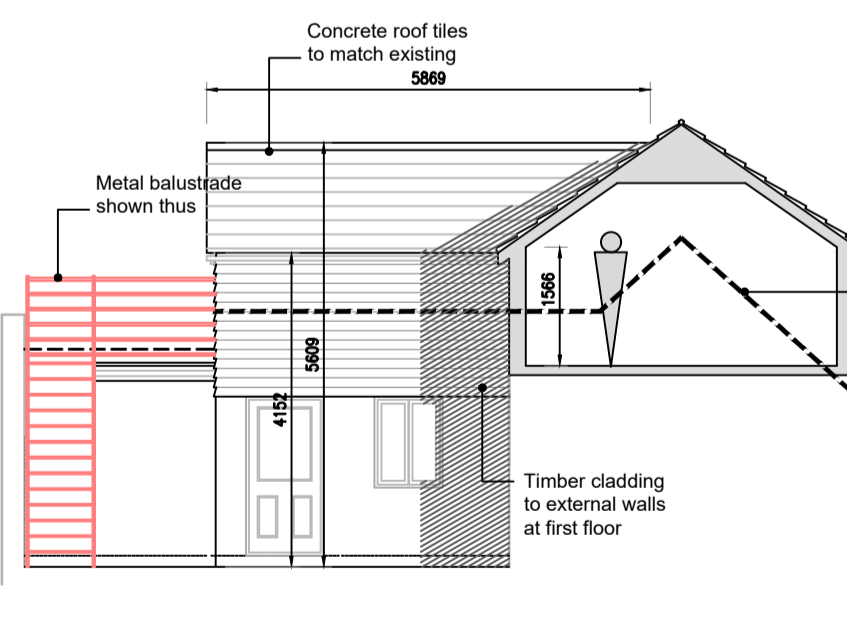 Concrete roof tiles
to match existing
5869
Metal balustrade
shown thus
1566
5609
4152
Timber cladding
to external walls
at first floor